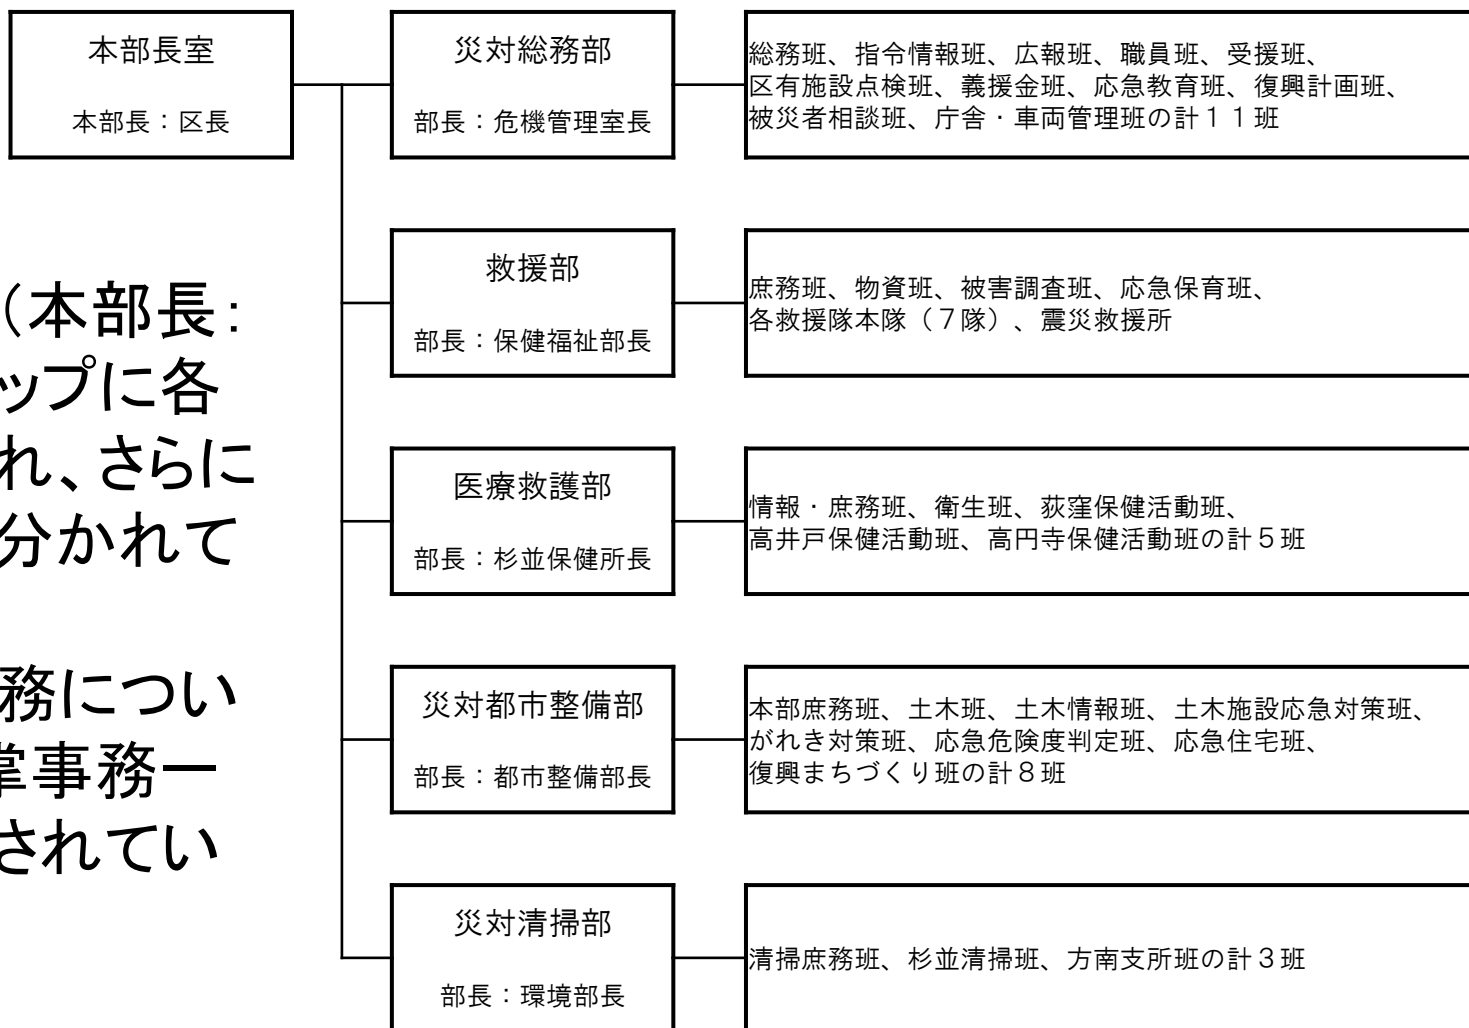 本部長室
本部長：区長
災対総務部
部長：危機管理室長
総務班、指令情報班、広報班、職員班、受援班、
区有施設点検班、義援金班、応急教育班、復興計画班、
被災者相談班、庁舎・車両管理班の計１１班
救援部
部長：保健福祉部長
庶務班、物資班、被害調査班、応急保育班、
各救援隊本隊（７隊）、震災救援所
医療救護部
部長：杉並保健所長
情報・庶務班、衛生班、荻窪保健活動班、
高井戸保健活動班、高円寺保健活動班の計５班
災対都市整備部
部長：都市整備部長
本部庶務班、土木班、土木情報班、土木施設応急対策班、
がれき対策班、応急危険度判定班、応急住宅班、
復興まちづくり班の計８班
災対清掃部
部長：環境部長
清掃庶務班、杉並清掃班、方南支所班の計３班
（本部長：
ップに各
れ、さらに
分かれて
務につい
掌事務一
されてい